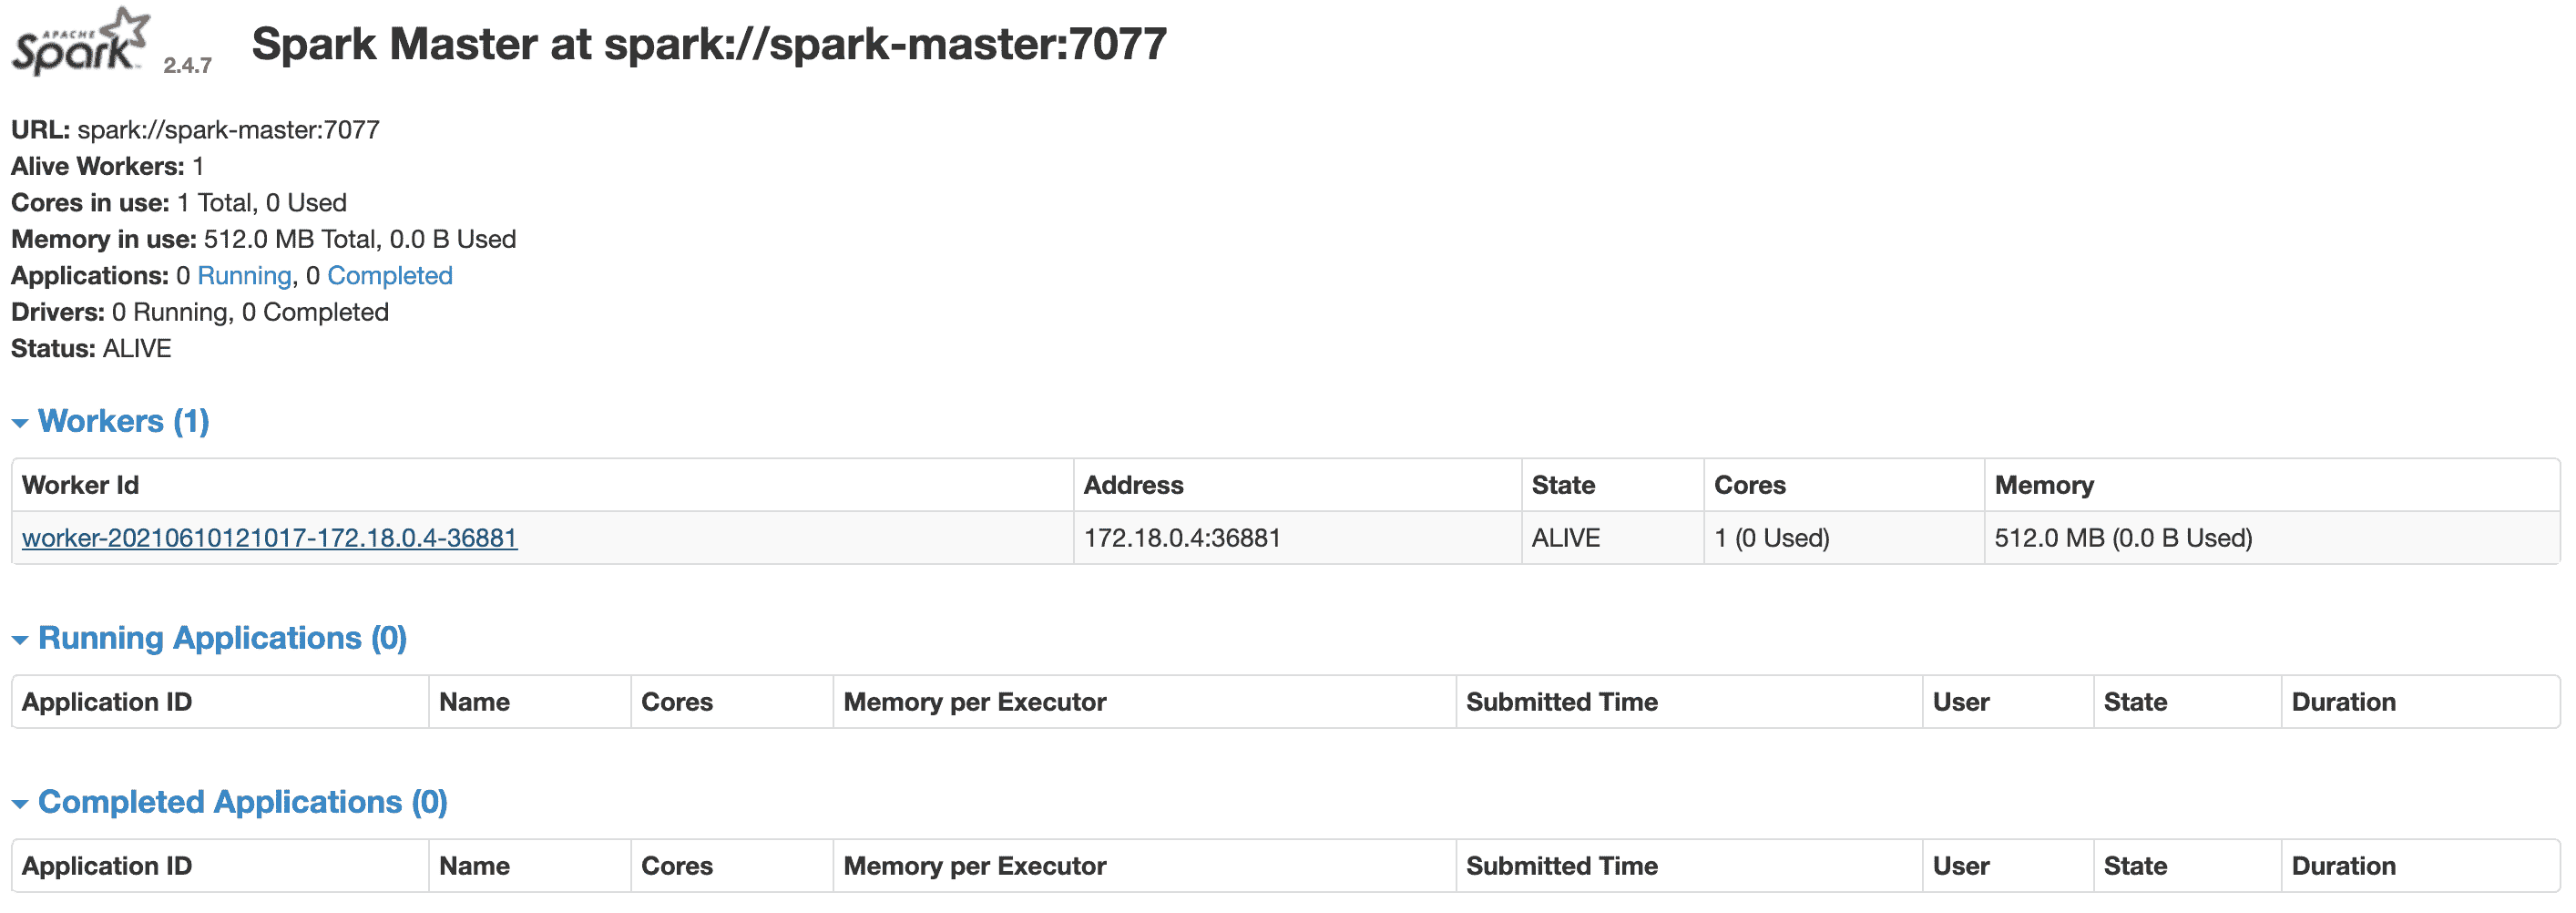 APACHE
Spark 2.4.7 Spark Master at spark://spark-master:7077
URL: spark://spark-master:7077
Alive Workers: 1
Cores in use: 1 Total, 0 Used
Memory in use: 512.0 MB Total, 0.0 B Used
Applications: 0 Running, 0 Completed
Drivers: 0 Running, 0 Completed
Status: ALIVE
Workers (1)
Worker Id Address State Cores Memory
worker-20210610121017-172.18.0.4-36881 172.18.0.4:36881 ALIVE 1 (0 Used) 512.0 MB (0.0 B Used)
Running Applications (0)
Application ID Name Cores Memory per Executor Submitted Time User State Duration
Completed Applications (0)
Application ID Name Cores Memory per Executor Submitted Time User State Duration